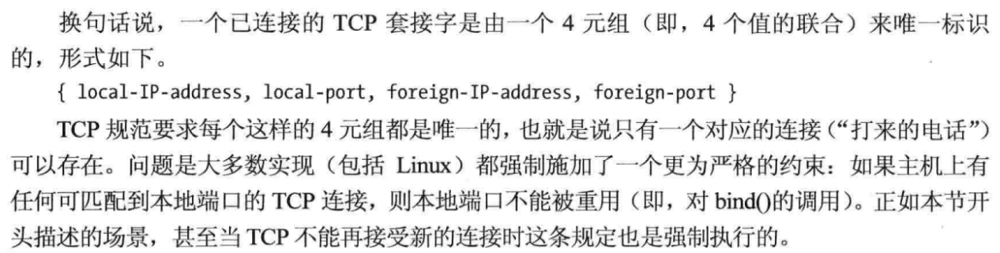 换句话说，一个已连接的 TCP 套接字是由一个 4 元组（即，4 个值的联合）来唯一标识
的，形式如下。
{ local-IP-address, local-port, foreign-IP-address, foreign-port }
TCP 规范要求每个这样的 4 元组都是唯一的，也就是说只有一个对应的连接（“打来的电话”）
可以存在。问题是大多数实现（包括 Linux）都强制施加了一个更为严格的约束：如果主机上有
任何可匹配到本地端口的 TCP 连接，则本地端口不能被重用（即，对 bind()的调用）。正如本节开
头描述的场景，甚至当 TCP 不能再接受新的连接时这条规定也是强制执行的。